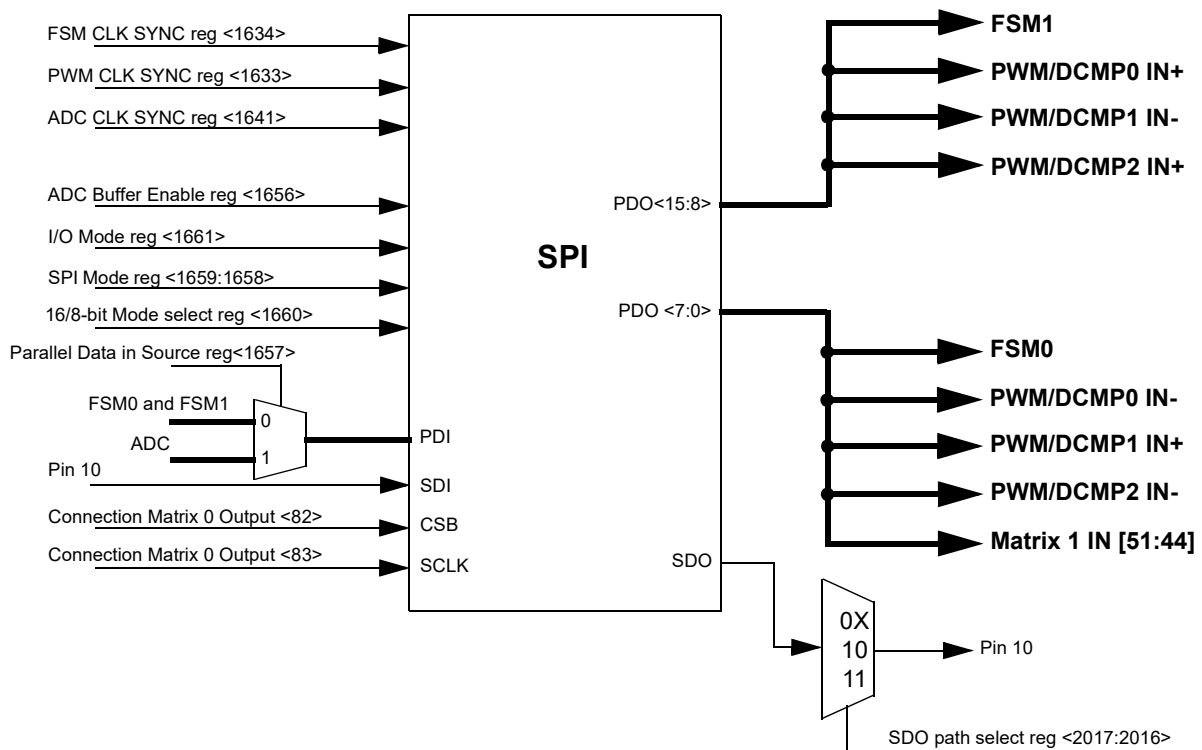 FSM CLK SYNC reg <1634>
PWM CLK SYNC reg <1633>
ADC CLK SYNC reg <1641>
ADC Buffer Enable reg <1656>
I/O Mode reg <1661>
SPI Mode reg <1659:1658>
16/8-bit Mode select reg <1660>
Parallel Data in Source reg<1657>
FSM0 and FSM1
0
ADC
1
Pin 10
Connection Matrix 0 Output <82>
Connection Matrix 0 Output <83>
PDI
SDI
CSB
SCLK
SPI
PDO<15:8>
PDO <7:0>
SDO
FSM1
PWM/DCMP0 IN+
PWM/DCMP1 IN-
PWM/DCMP2 IN+
FSM0
PWM/DCMP0 IN-
PWM/DCMP1 IN+
PWM/DCMP2 IN-
Matrix 1 IN [51:44]
0X
10
11
Pin 10
SDO path select reg <2017:2016>